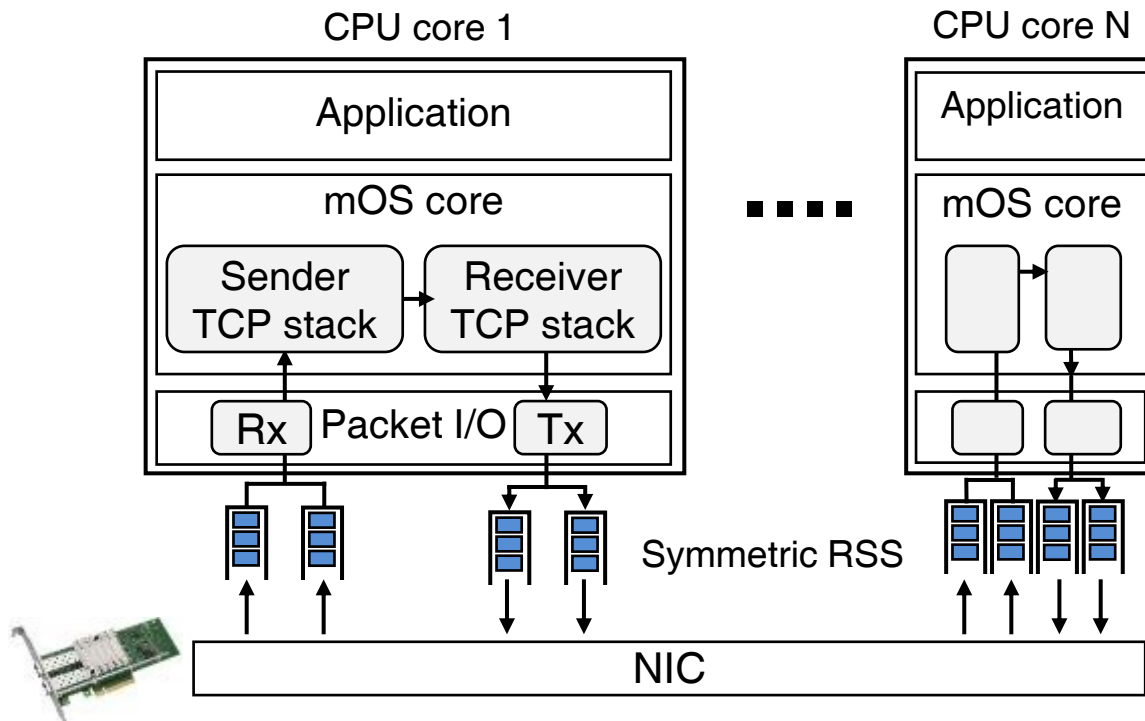 CPU core 1
CPU core N
Application
Application
mOS core
mOS core
Sender
TCP stack
Receiver
TCP stack
Rx
Packet I/O
Tx
Symmetric RSS
NIC